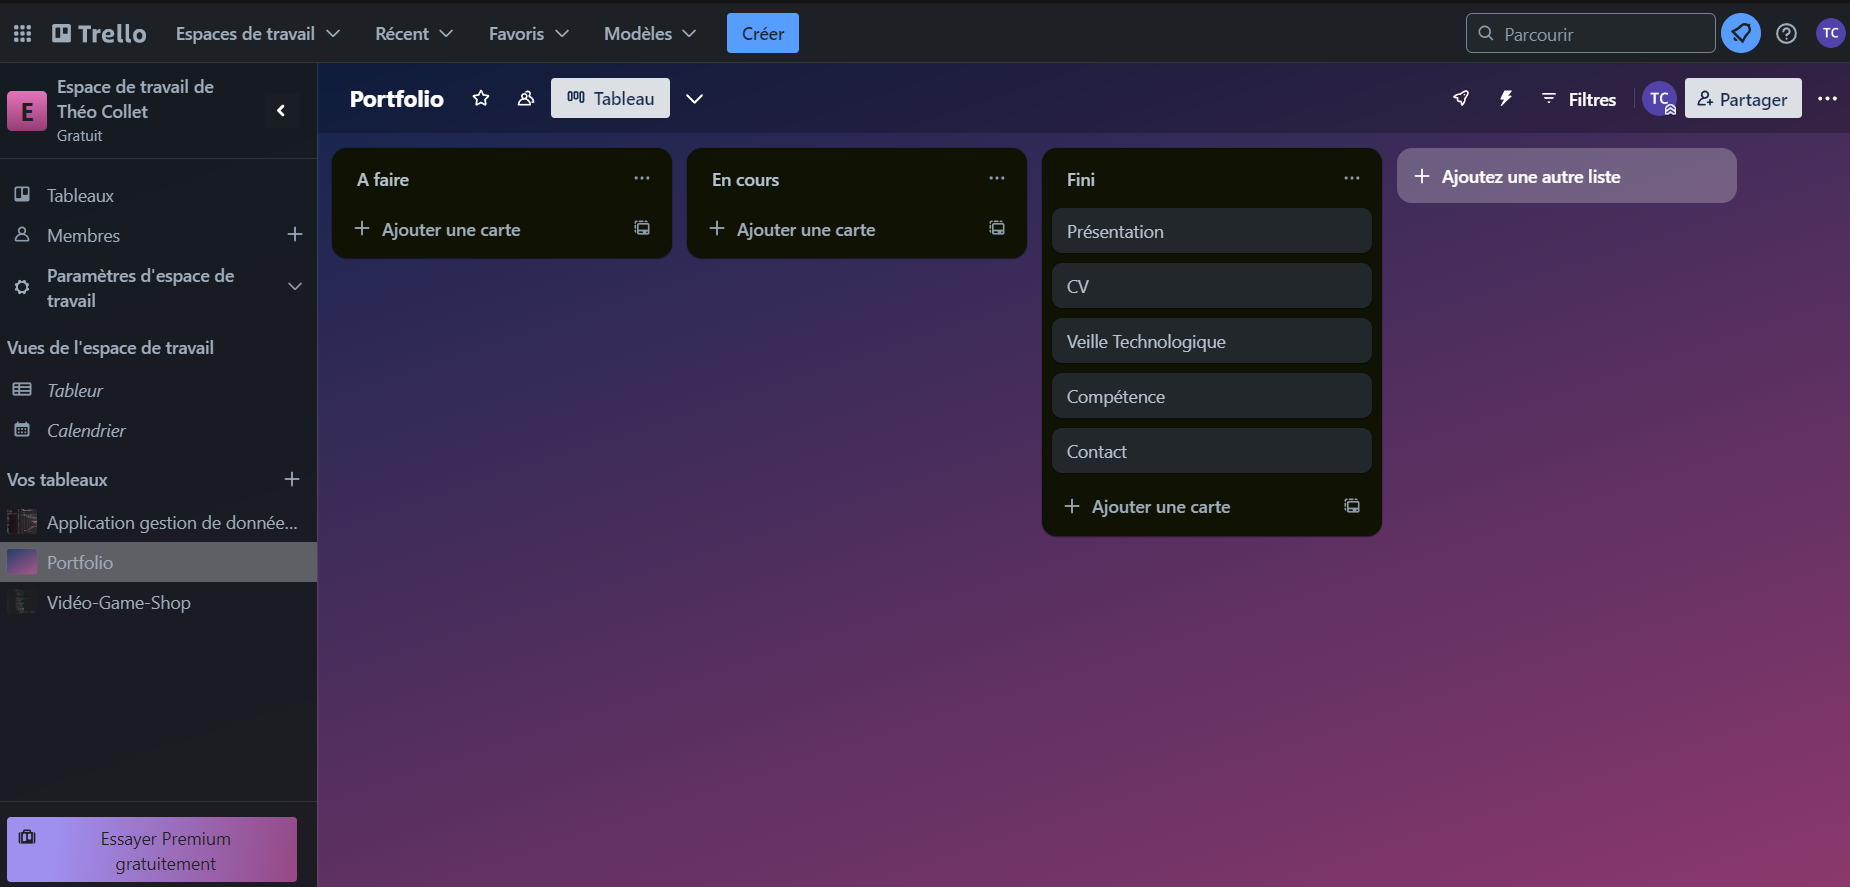 Trello
Espaces de travail
Récent
Favoris
Modèles
Créer
Parcourir
TC
E
Espace de travail de
Théo Collet
Gratuit
Tableaux
Membres
Paramètres d'espace de
travail
Vues de l'espace de travail
Tableur
Calendrier
Vos tableaux
Application gestion de donnée...
Portfolio
Vidéo-Game-Shop
Essayer Premium
gratuitement
Portfolio
Tableau
Filtres
TC
Partager
A faire
Ajouter une carte
En cours
Ajouter une carte
Fini
Présentation
CV
Veille Technologique
Compétence
Contact
Ajouter une carte
Ajoutez une autre liste